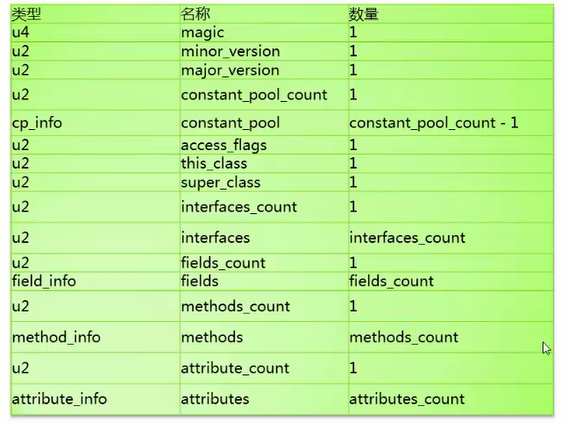 类型 名称 数量
u4 magic 1
u2 minor_version 1
u2 major_version 1
u2 constant_pool_count 1
cp_info constant_pool constant_pool_count - 1
u2 access_flags 1
u2 this_class 1
u2 super_class 1
u2 interfaces_count 1
u2 interfaces interfaces_count
u2 fields_count 1
field_info fields fields_count
u2 methods_count 1
method_info methods methods_count
u2 attribute_count 1
attribute_info attributes attributes_count